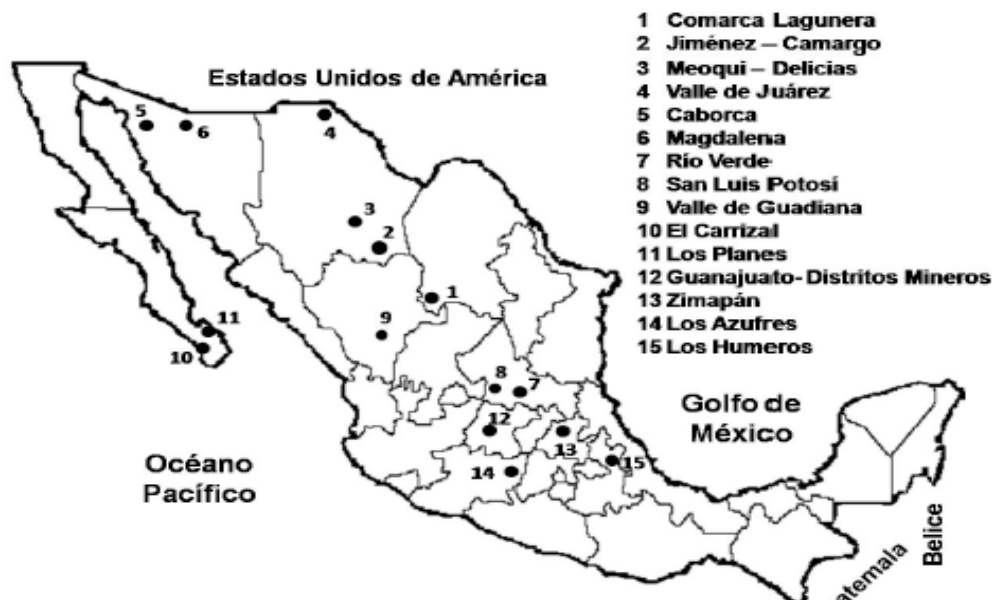 1 Comarca Lagunera
2 Jiménez – Camargo
3 Meoqui – Delicias
4 Valle de Juárez
5 Caborca
6 Magdalena
7 Río Verde
8 San Luis Potosí
9 Valle de Guadiana
10 El Carrizal
11 Los Planes
12 Guanajuato- Distritos Mineros
13 Zimapán
14 Los Azufres
15 Los Humeros
Estados Unidos de América
5
6
4
3
2
1
9
11
10
8
7
12
13
14
15
Golfo de
México
Océano
Pacífico
Belice
atemala